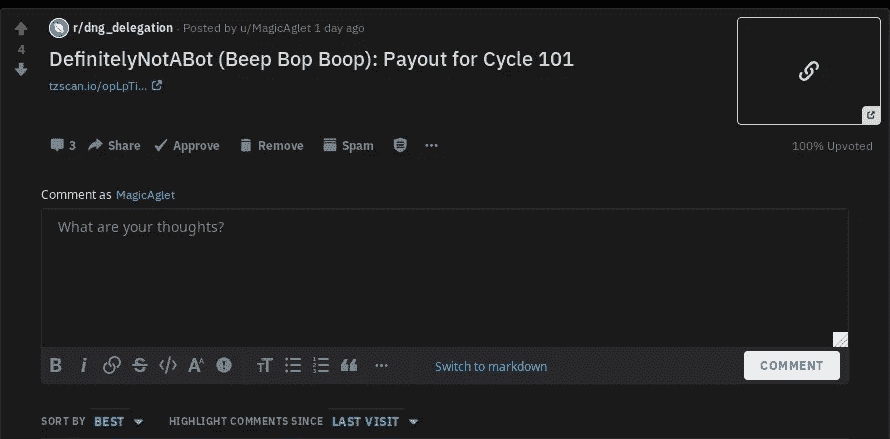 r/dng_delegation · Posted by u/MagicAglet 1 day ago
4
DefinitelyNotABot (Beep Bop Boop): Payout for Cycle 101
tzscan.io/opLpTi...
3 Share Approve Remove Spam ··· 100% Upvoted
Comment as MagicAglet
What are your thoughts?
B i S </> A^ TT 99 ··· Switch to markdown COMMENT
SORT BY BEST HIGHLIGHT COMMENTS SINCE LAST VISIT